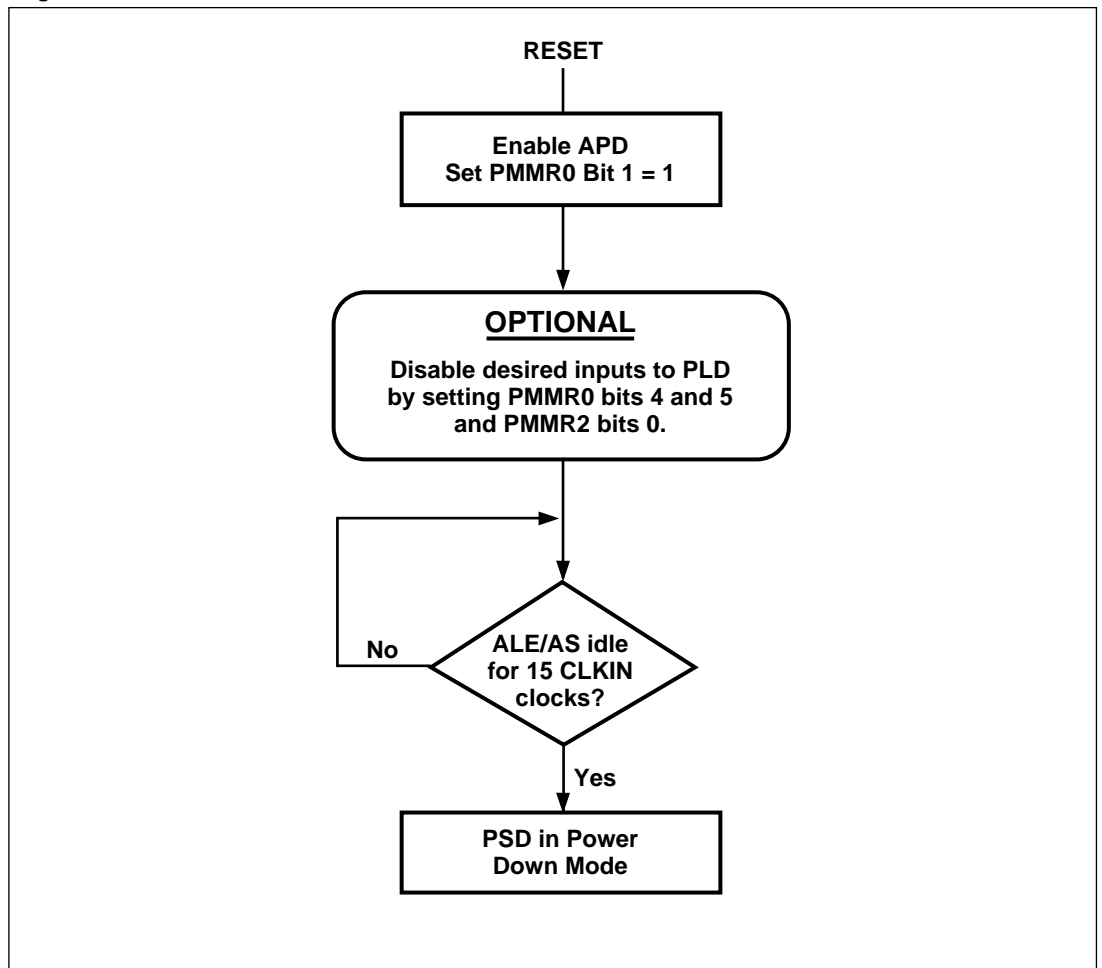 RESET
Enable APD
Set PMMR0 Bit 1 = 1
OPTIONAL
Disable desired inputs to PLD
by setting PMMR0 bits 4 and 5
and PMMR2 bits 0.
No
ALE/AS idle
for 15 CLKIN
clocks?
Yes
PSD in Power
Down Mode